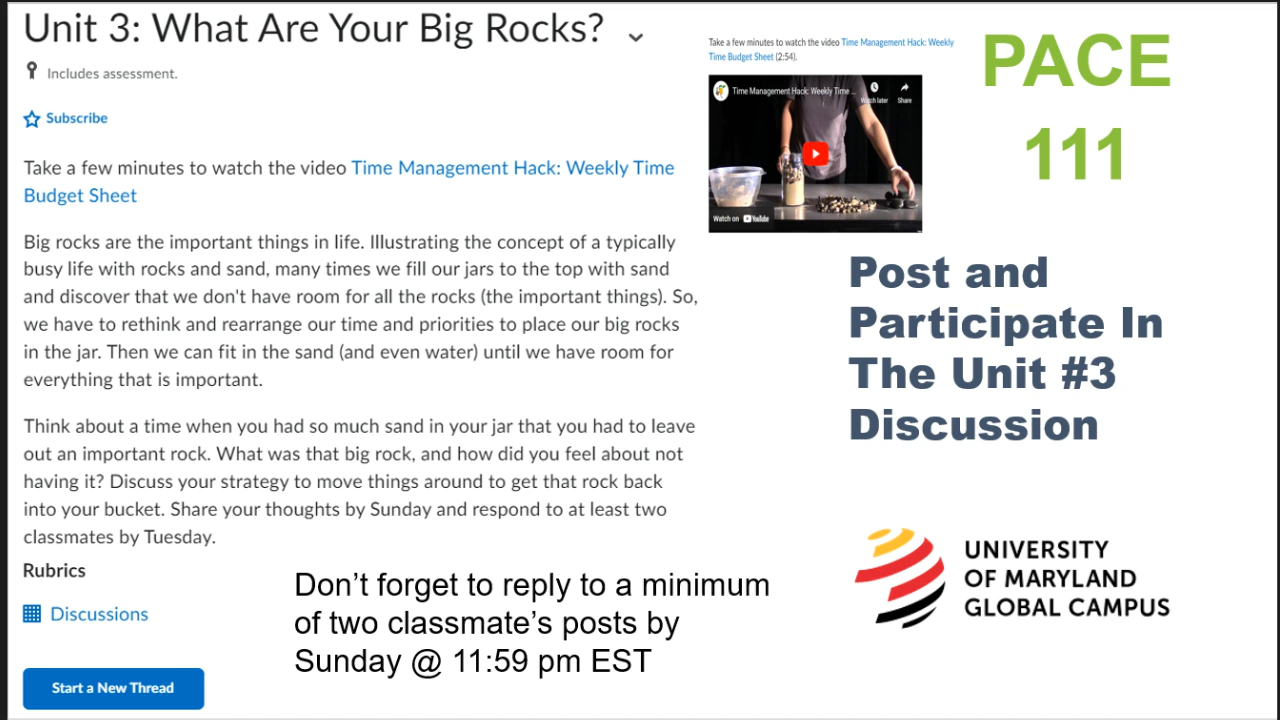 Unit 3: What Are Your Big Rocks?
Includes assessment.
Subscribe
Take a few minutes to watch the video Time Management Hack: Weekly Time
Budget Sheet
Big rocks are the important things in life. Illustrating the concept of a typically
busy life with rocks and sand, many times we fill our jars to the top with sand
and discover that we don't have room for all the rocks (the important things). So,
we have to rethink and rearrange our time and priorities to place our big rocks
in the jar. Then we can fit in the sand (and even water) until we have room for
everything that is important.
Think about a time when you had so much sand in your jar that you had to leave
out an important rock. What was that big rock, and how did you feel about not
having it? Discuss your strategy to move things around to get that rock back
into your bucket. Share your thoughts by Sunday and respond to at least two
classmates by Tuesday.
Rubrics
Discussions
Start a New Thread
Don’t forget to reply to a minimum
of two classmate’s posts by
Sunday @ 11:59 pm EST
Take a few minutes to watch the video Time Management Hack: Weekly
Time Budget Sheet (2:54).
Time Management Hack: Weekly Time ...
Watch later
Share
Watch on YouTube
PACE
111
Post and
Participate In
The Unit #3
Discussion
UNIVERSITY
OF MARYLAND
GLOBAL CAMPUS